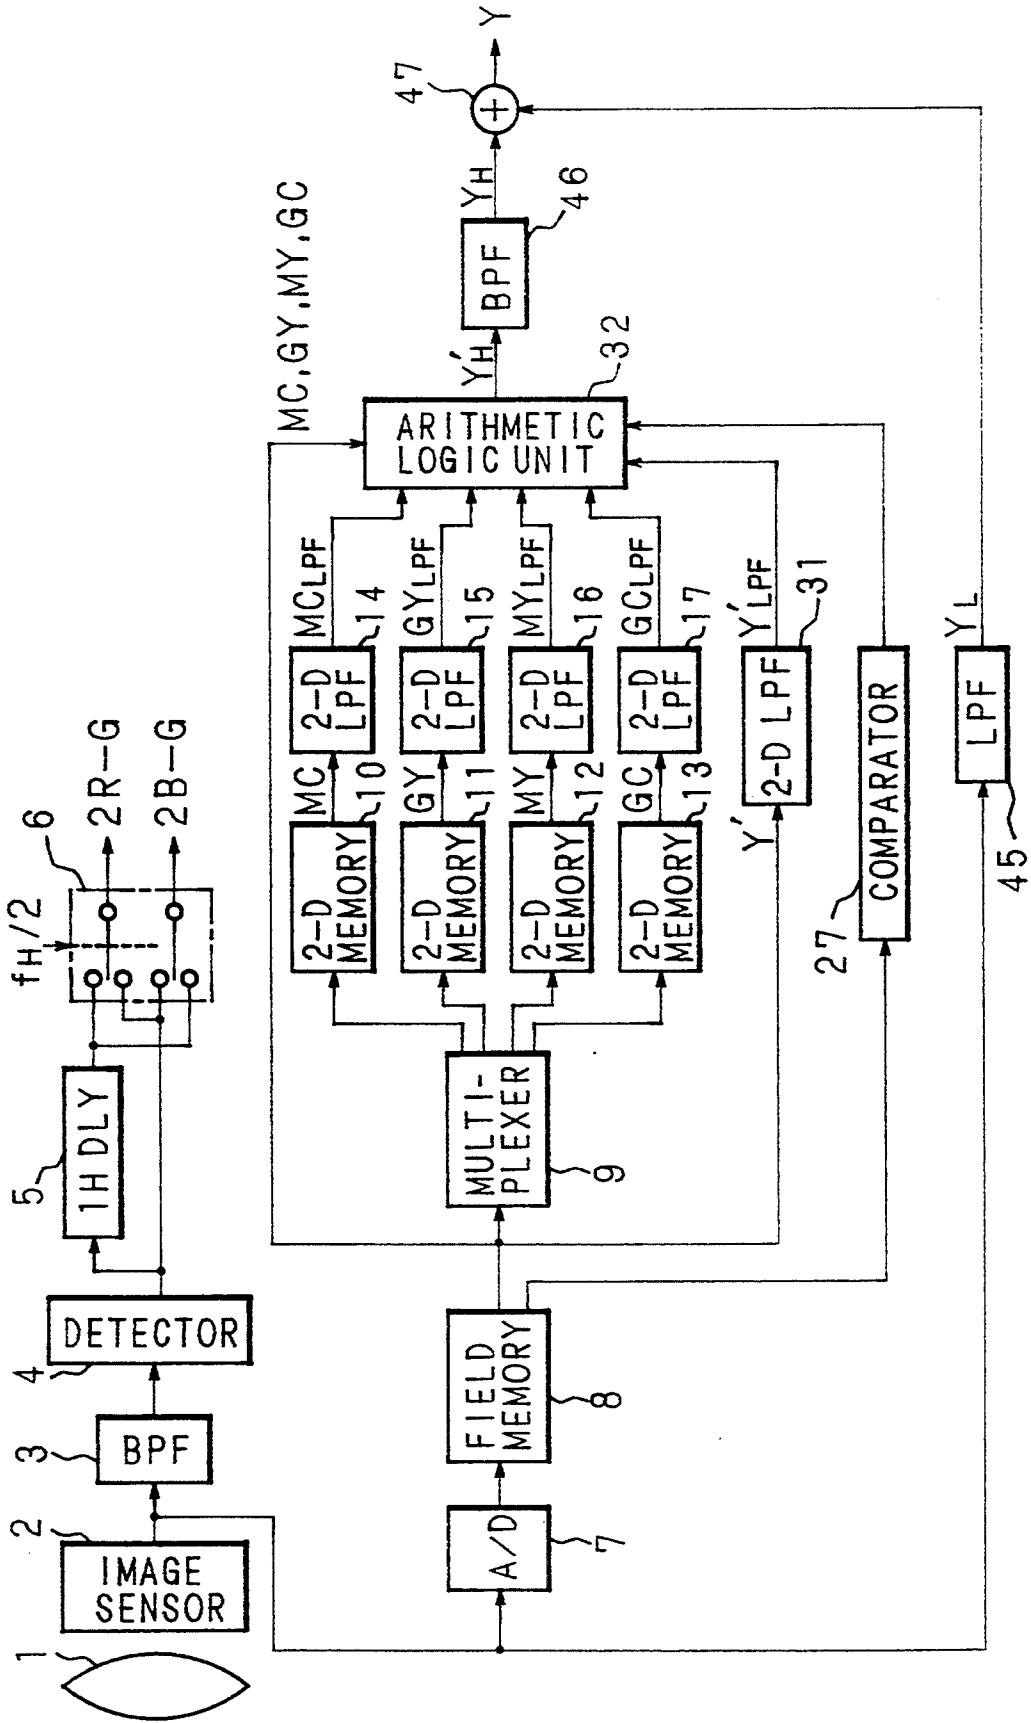 1
2
IMAGE
SENSOR
3
BPF
4
DETECTOR
5
1H DLY
fH/2
6
2R-G
2B-G
7
A/D
8
FIELD
MEMORY
9
MULTI-
PLEXER
2-D
MEMORY
10
MC
2-D
LPF
14
MCLPF
2-D
MEMORY
11
GY
2-D
LPF
15
GYLPF
2-D
MEMORY
12
MY
2-D
LPF
16
MYLPF
2-D
MEMORY
13
GC
2-D
LPF
17
GCLPF
Y'
2-D LPF
31
Y'LPF
27
COMPARATOR
45
LPF
YL
MC,GY,MY,GC
ARITHMETIC
LOGIC UNIT
32
Y'H
BPF
46
YH
47
+
Y